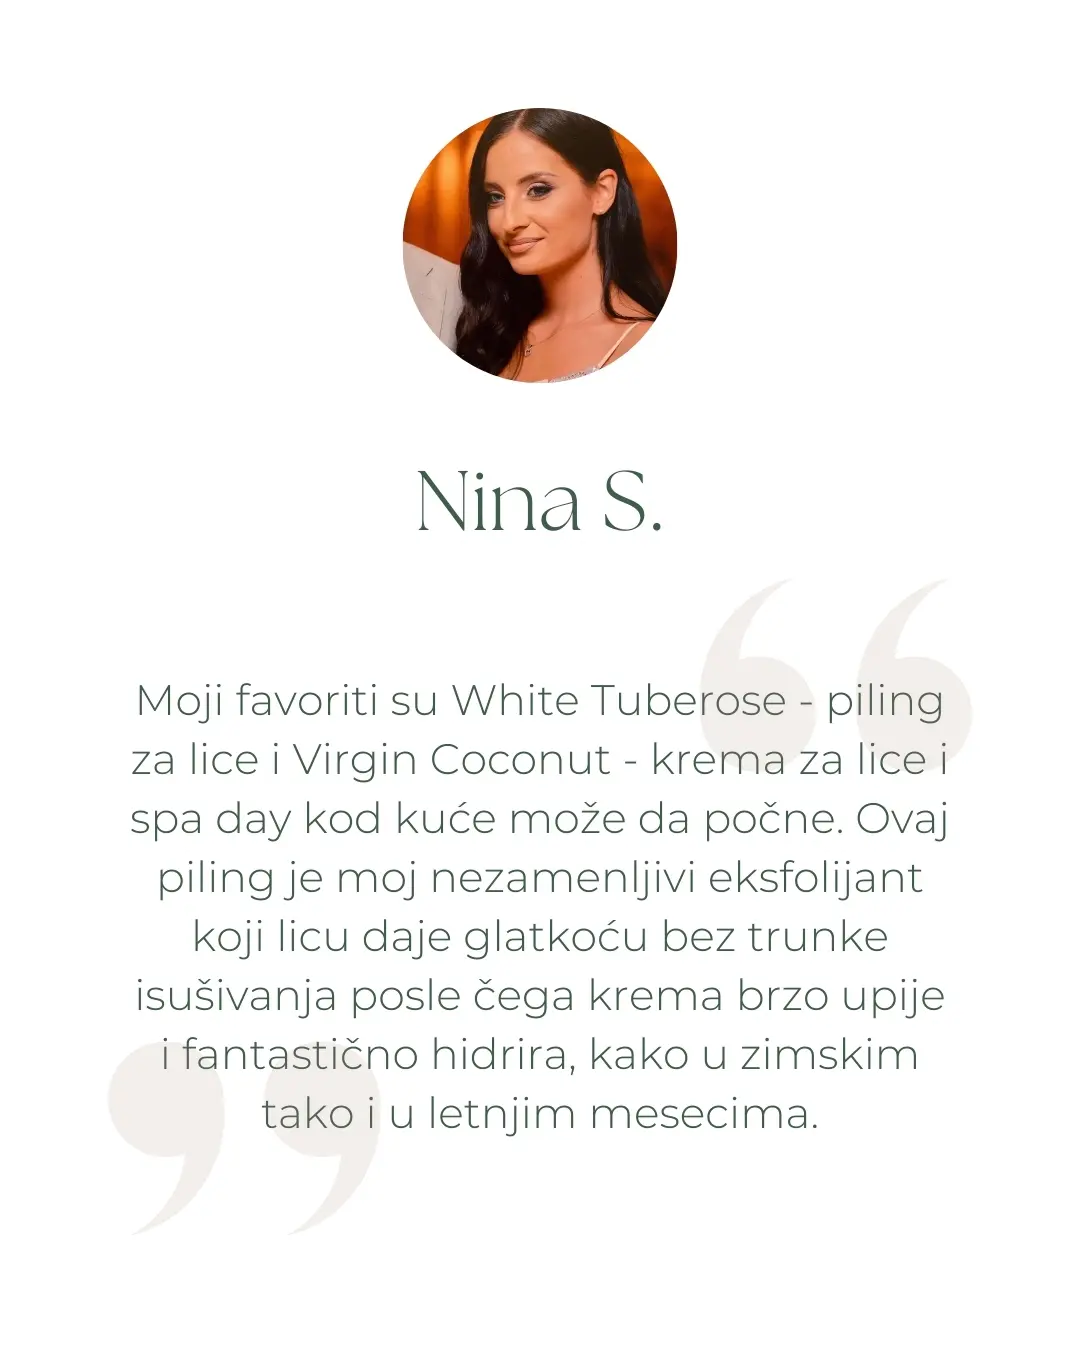 Nina S.
Moji favoriti su White Tuberose - piling
za lice i Virgin Coconut - krema za lice i
spa day kod kuće može da počne. Ovaj
piling je moj nezamenljivi eksfolijant
koji licu daje glatkoću bez trunke
isušivanja posle čega krema brzo upije
i fantastično hidrira, kako u zimskim
tako i u letnjim mesecima.